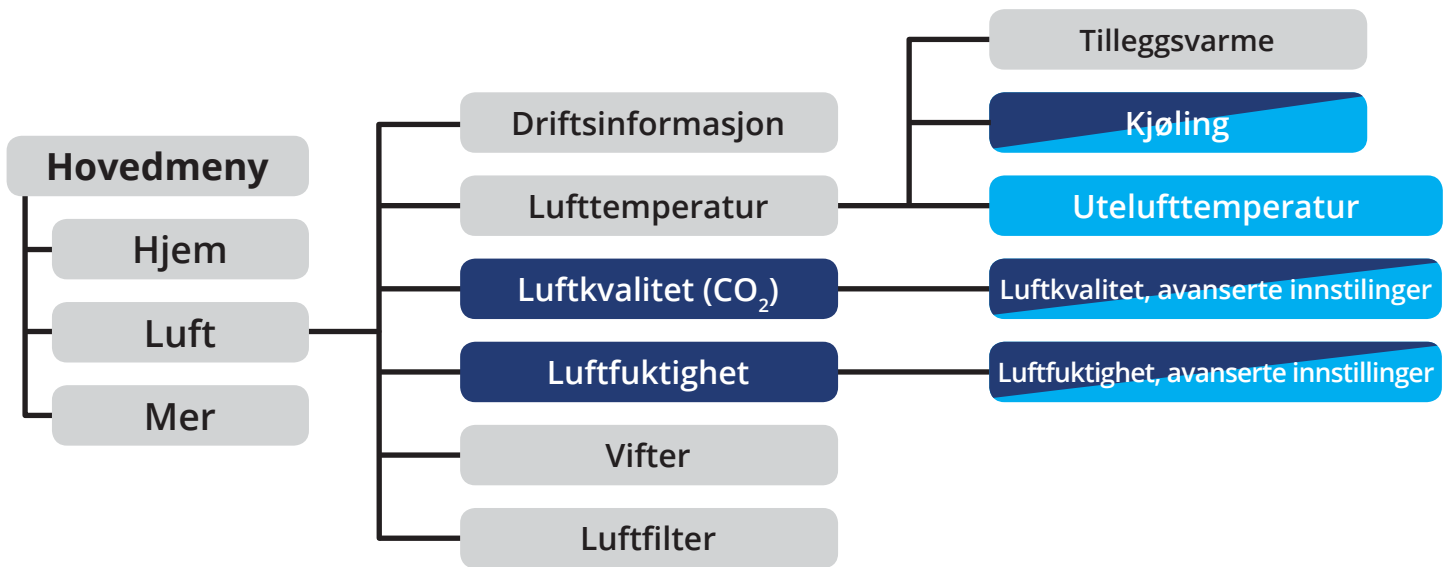 Hovedmeny
Hjem
Luft
Mer
Driftsinformasjon
Lufttemperatur
Luftkvalitet (CO₂)
Luftfuktighet
Vifter
Luftfilter
Tilleggsvarme
Kjøling
Utelufttemperatur
Luftkvalitet, avanserte innstilinger
Luftfuktighet, avanserte innstillinger